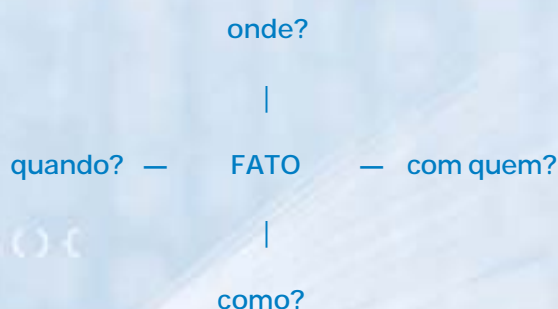 onde?
|
quando? — FATO — com quem?
|
como?